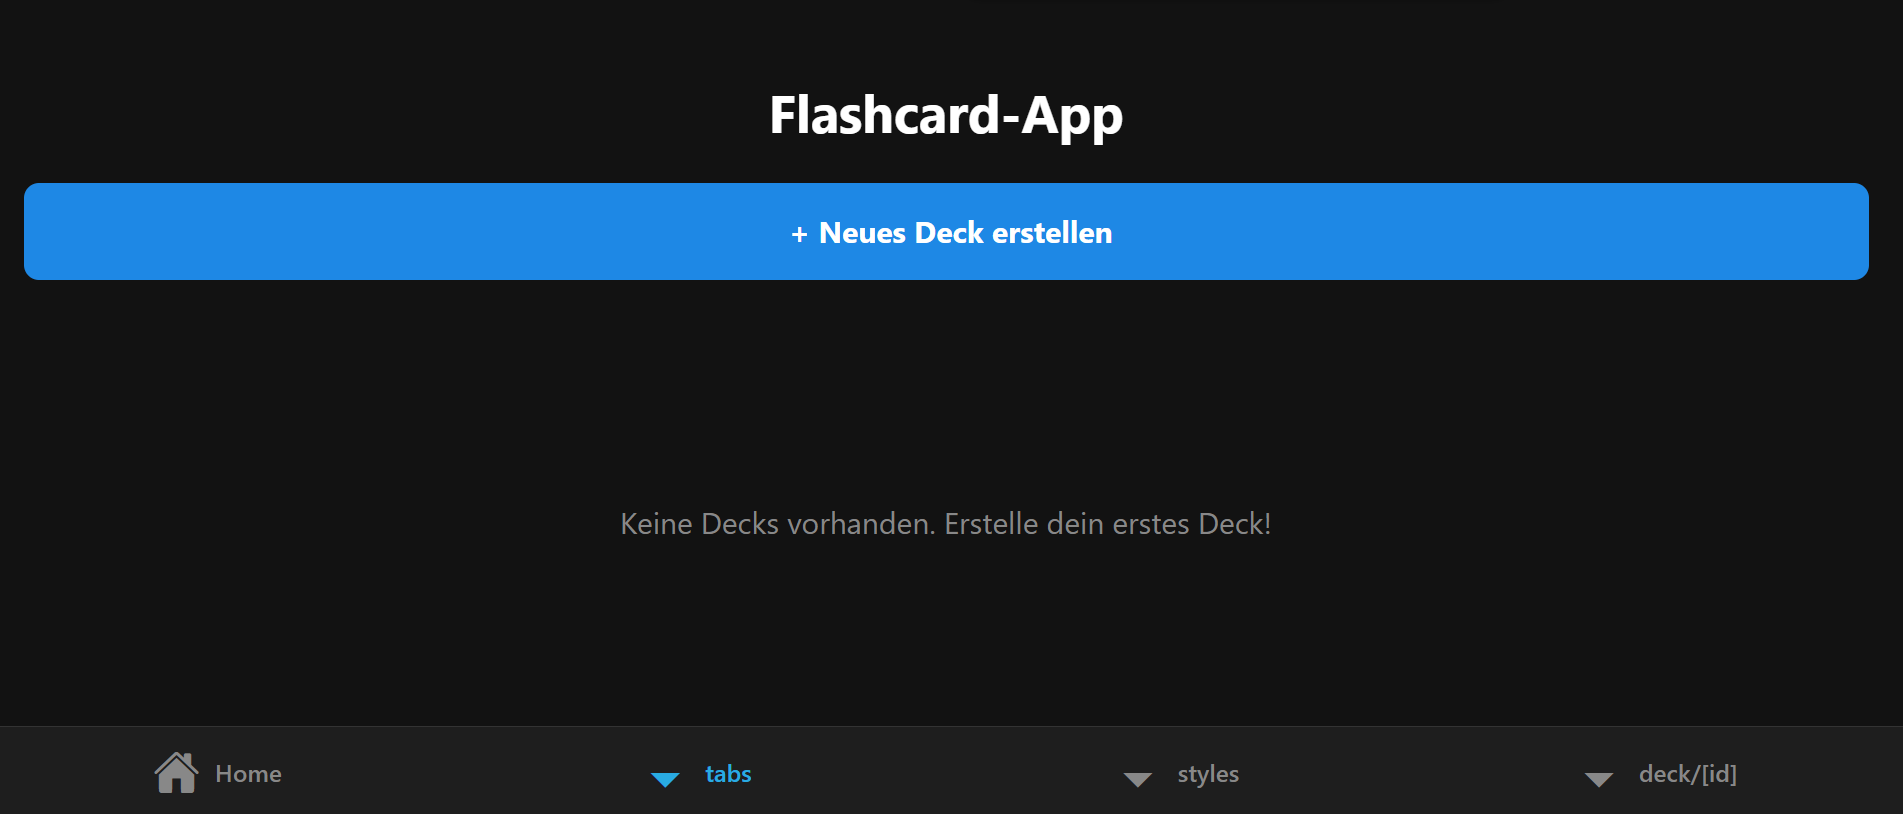 Flashcard-App
+ Neues Deck erstellen
Keine Decks vorhanden. Erstelle dein erstes Deck!
Home
tabs
styles
deck/[id]